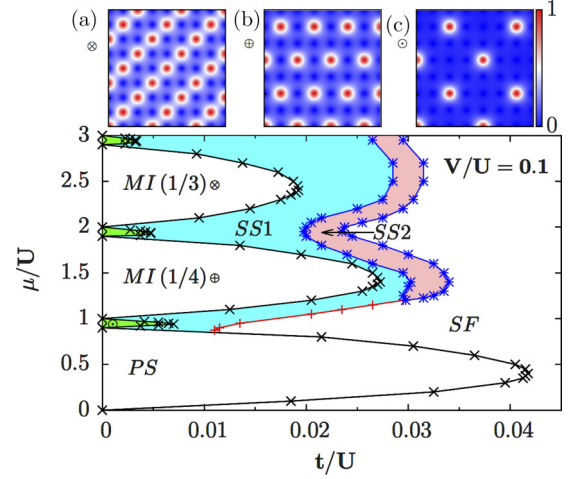 (a) (b) (c) 1
⊗ ⊕ ⊙
0
3
V/U = 0.1
MI (1/3) ⊗
2.5
SS1 SS2
2
μ/U
1.5
MI (1/4) ⊕
1
SF
0.5
PS
0
0 0.01 0.02 0.03 0.04
t/U